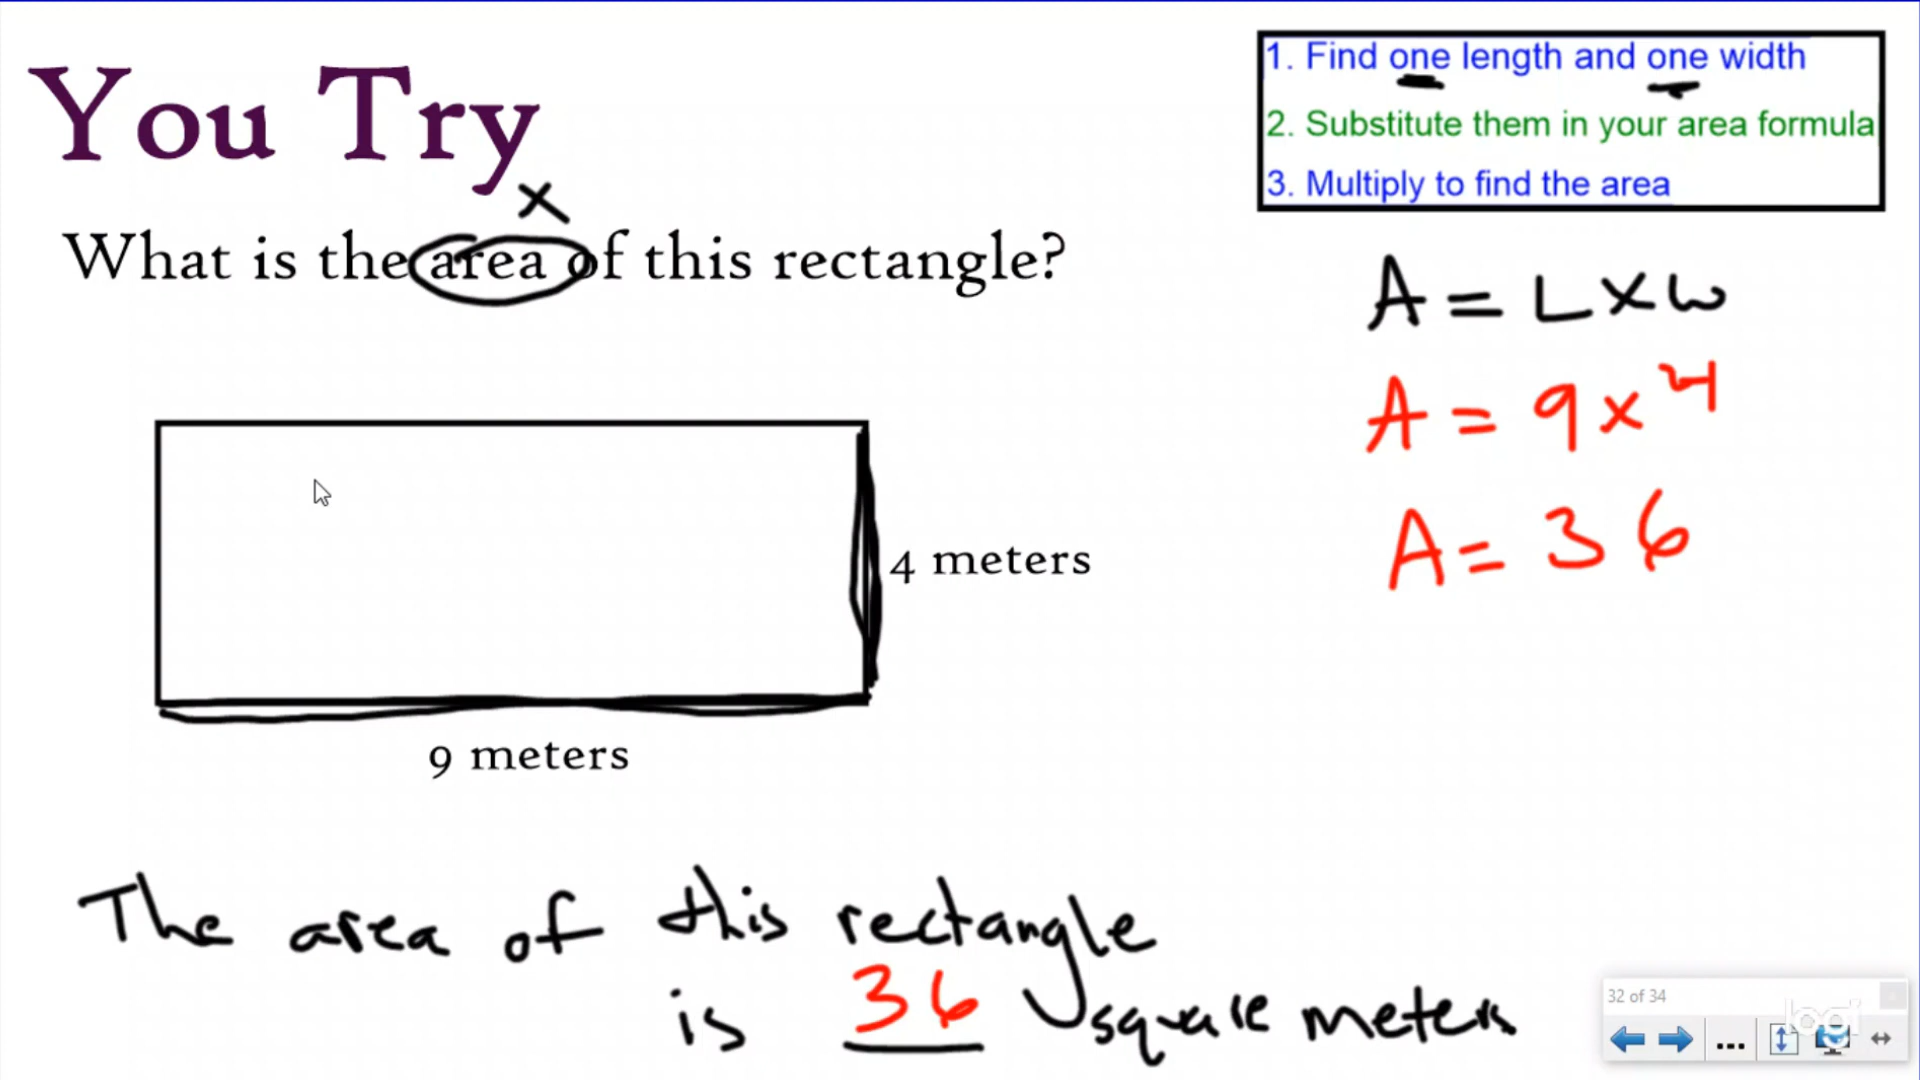 You Try
1. Find one length and one width
2. Substitute them in your area formula
3. Multiply to find the area
x
What is the area of this rectangle?
A = L x w
A = 9 x 4
A = 36
4 meters
9 meters
The area of this rectangle
is 36 square meters
32 of 34
...
logi